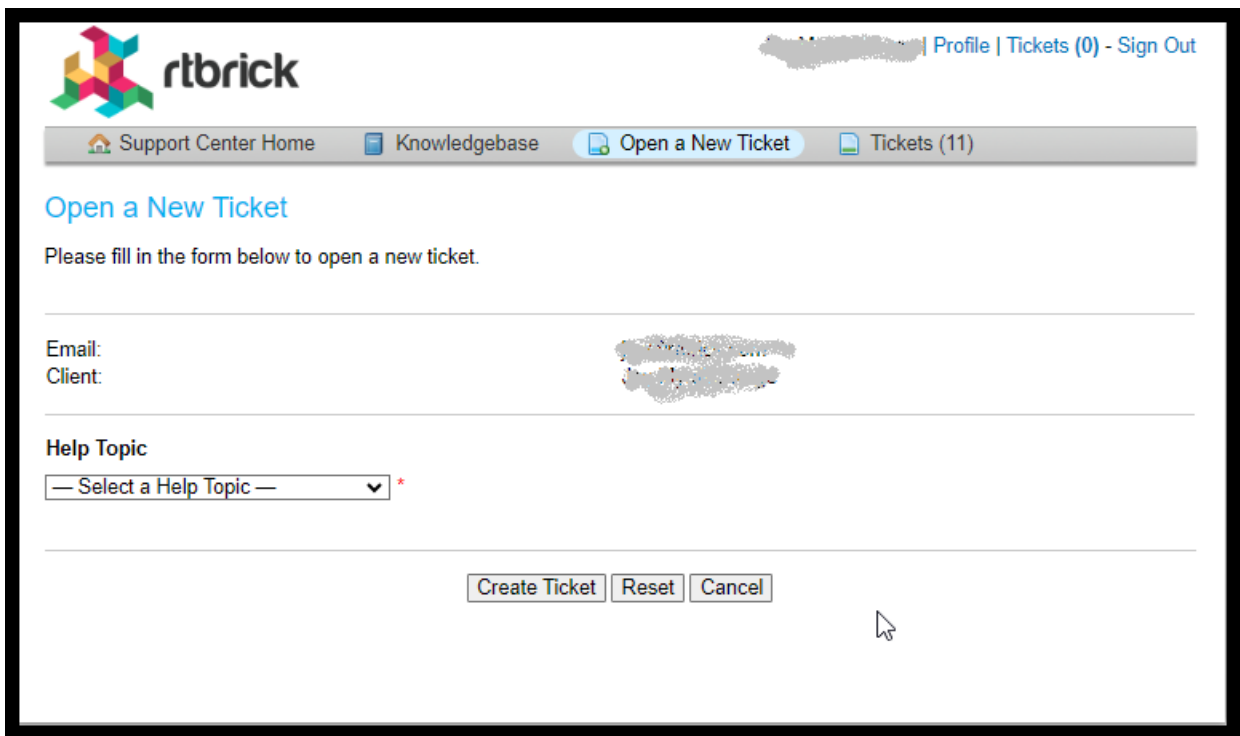 rtbrick
| Profile | Tickets (0) - Sign Out
Support Center Home Knowledgebase Open a New Ticket Tickets (11)
Open a New Ticket
Please fill in the form below to open a new ticket.
Email:
Client:
Help Topic
— Select a Help Topic — *
Create Ticket Reset Cancel